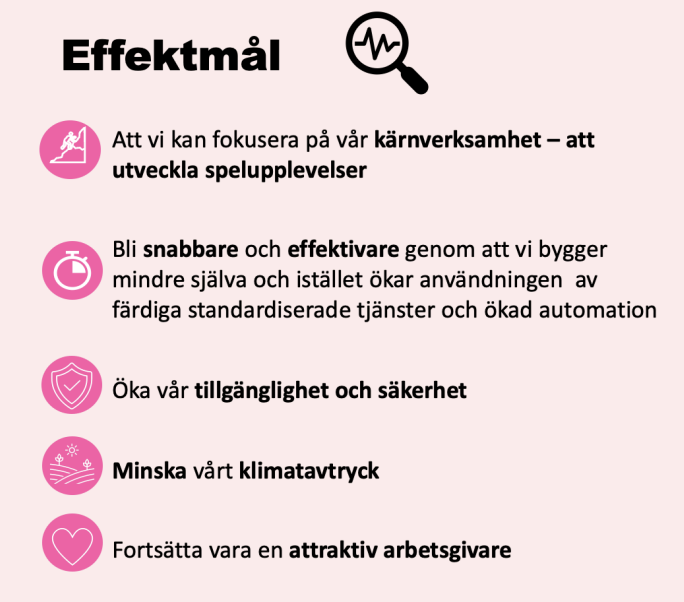 Effektmål
Att vi kan fokusera på vår kärnverksamhet – att
utveckla spelupplevelser
Bli snabbare och effektivare genom att vi bygger
mindre själva och istället ökar användningen  av
färdiga standardiserade tjänster och ökad automation
Öka vår tillgänglighet och säkerhet
Minska vårt klimatavtryck
Fortsätta vara en attraktiv arbetsgivare